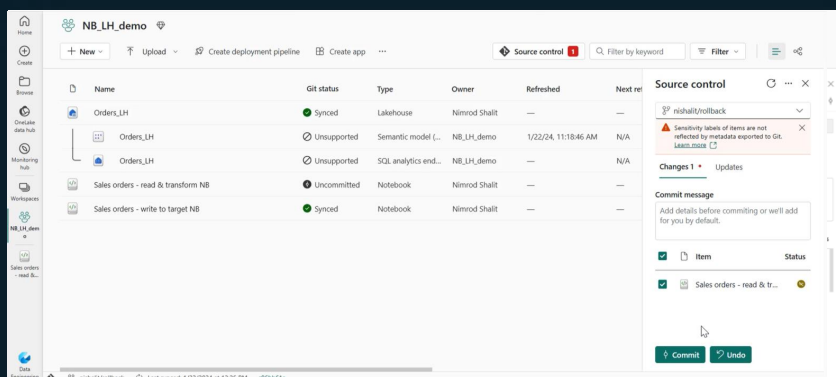 Home
Create
Browse
OneLake
data hub
Monitoring
hub
Workspaces
NB_LH_dem
o
Sales orders
- read &...
Data
NB_LH_demo
New
Upload
Create deployment pipeline
Create app
...
Source control 1
Filter by keyword
Filter
Name Git status Type Owner Refreshed Next ref
Orders_LH Synced Lakehouse Nimrod Shalit — —
Orders_LH Unsupported Semantic model (... NB_LH_demo 1/22/24, 11:18:46 AM N/A
Orders_LH Unsupported SQL analytics end... NB_LH_demo — N/A
Sales orders - read & transform NB Uncommitted Notebook Nimrod Shalit — —
Sales orders - write to target NB Synced Notebook Nimrod Shalit — —
Source control
nishalit/rollback
Sensitivity labels of items are not
reflected by metadata exported to Git.
Learn more
Changes 1 Updates
Commit message
Add details before commiting or we'll add
for you by default.
Item Status
Sales orders - read & tr...
Commit
Undo